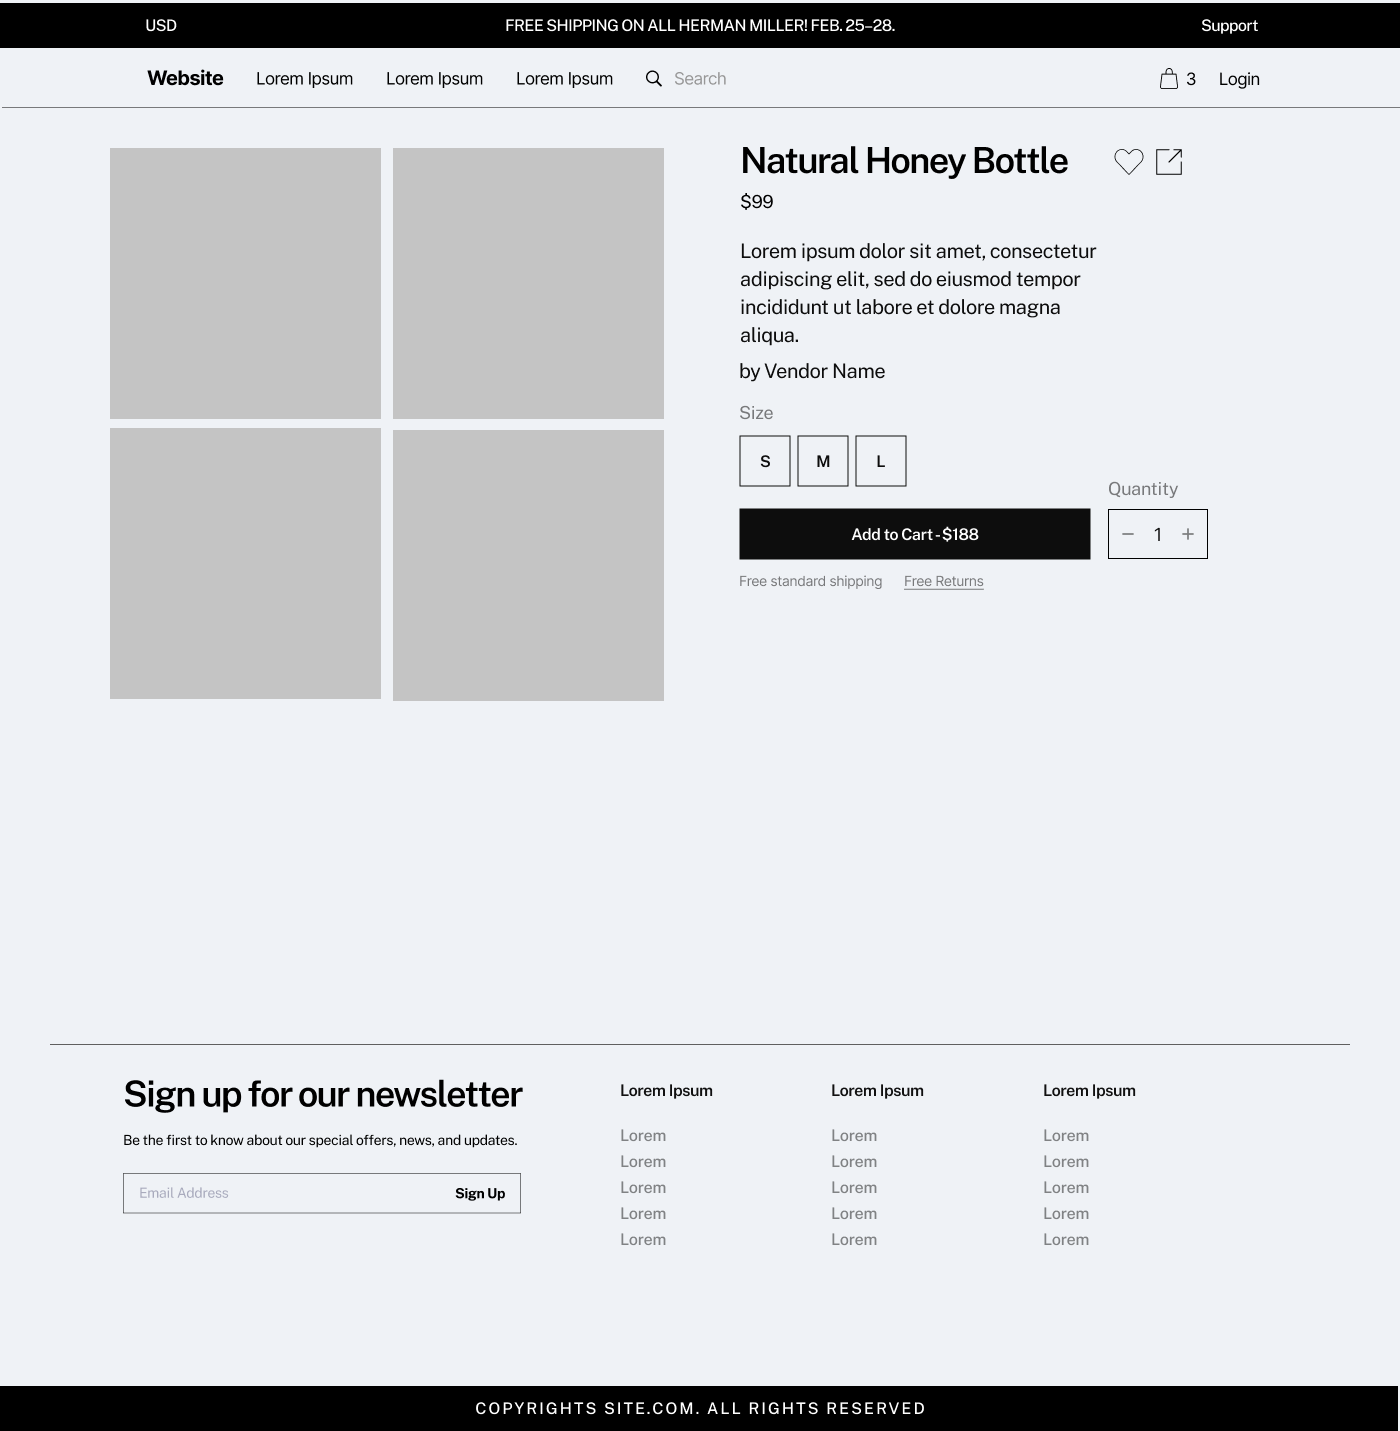 USD FREE SHIPPING ON ALL HERMAN MILLER! FEB. 25–28. Support
Website Lorem Ipsum Lorem Ipsum Lorem Ipsum Search 3 Login
Natural Honey Bottle
$99
Lorem ipsum dolor sit amet, consectetur
adipiscing elit, sed do eiusmod tempor
incididunt ut labore et dolore magna
aliqua.
by Vendor Name
Size
S M L
Quantity
Add to Cart - $188
− 1 +
Free standard shipping Free Returns
Sign up for our newsletter
Be the first to know about our special offers, news, and updates.
Email Address Sign Up
Lorem Ipsum
Lorem
Lorem
Lorem
Lorem
Lorem
Lorem Ipsum
Lorem
Lorem
Lorem
Lorem
Lorem
Lorem Ipsum
Lorem
Lorem
Lorem
Lorem
Lorem
COPYRIGHTS SITE.COM. ALL RIGHTS RESERVED